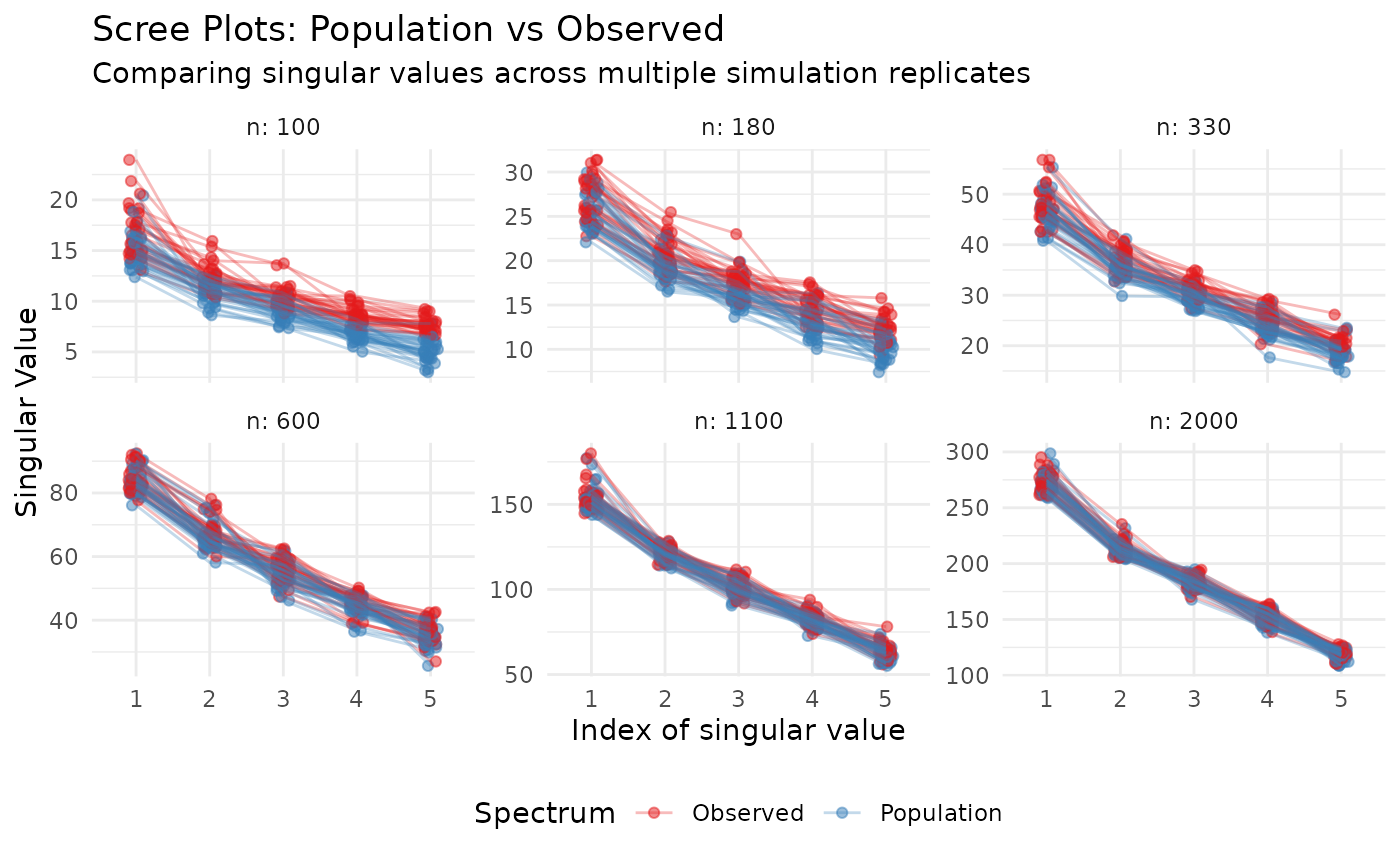 Scree Plots: Population vs Observed
Comparing singular values across multiple simulation replicates
n: 100
n: 180
n: 330
20
15
10
5
30
25
20
15
10
50
40
30
20
n: 600
n: 1100
n: 2000
80
60
40
150
100
50
300
250
200
150
100
1 2 3 4 5
1 2 3 4 5
1 2 3 4 5
Singular Value
Index of singular value
Spectrum Observed Population